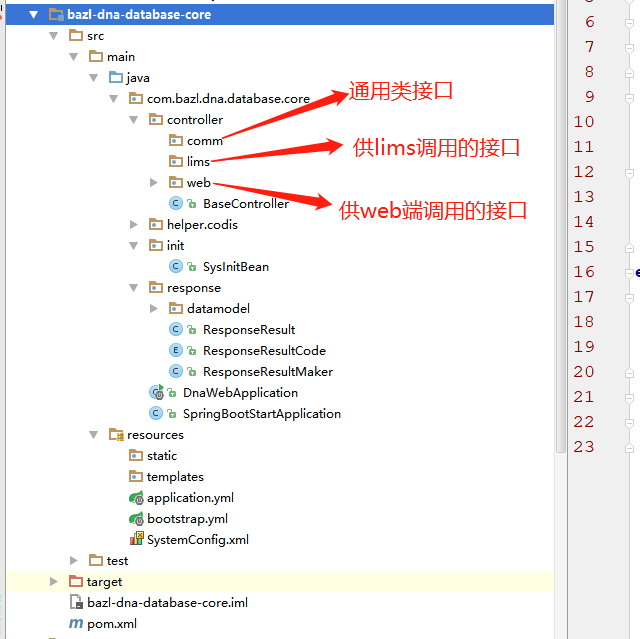 bazl-dna-database-core
6
src
7
main
8
java
通用类接口
9
com.bazl.dna.database.core
10
controller
11
comm
供lims调用的接口
12
lims
13
web
供web端调用的接口
14
BaseController
helper.codis
15
init
16
SysInitBean
17
response
18
datamodel
19
ResponseResult
20
ResponseResultCode
21
ResponseResultMaker
22
DnaWebApplication
23
SpringBootStartApplication
resources
static
templates
application.yml
bootstrap.yml
SystemConfig.xml
test
target
bazl-dna-database-core.iml
pom.xml